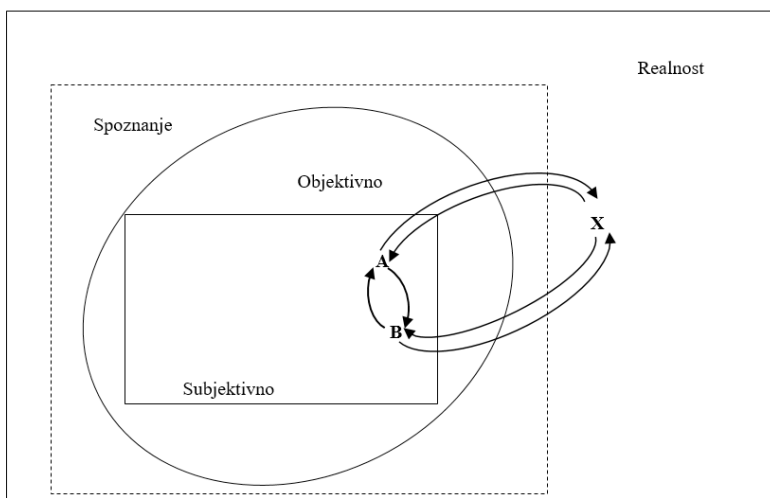 Realnost
Spoznanje
Objektivno
X
A
B
Subjektivno